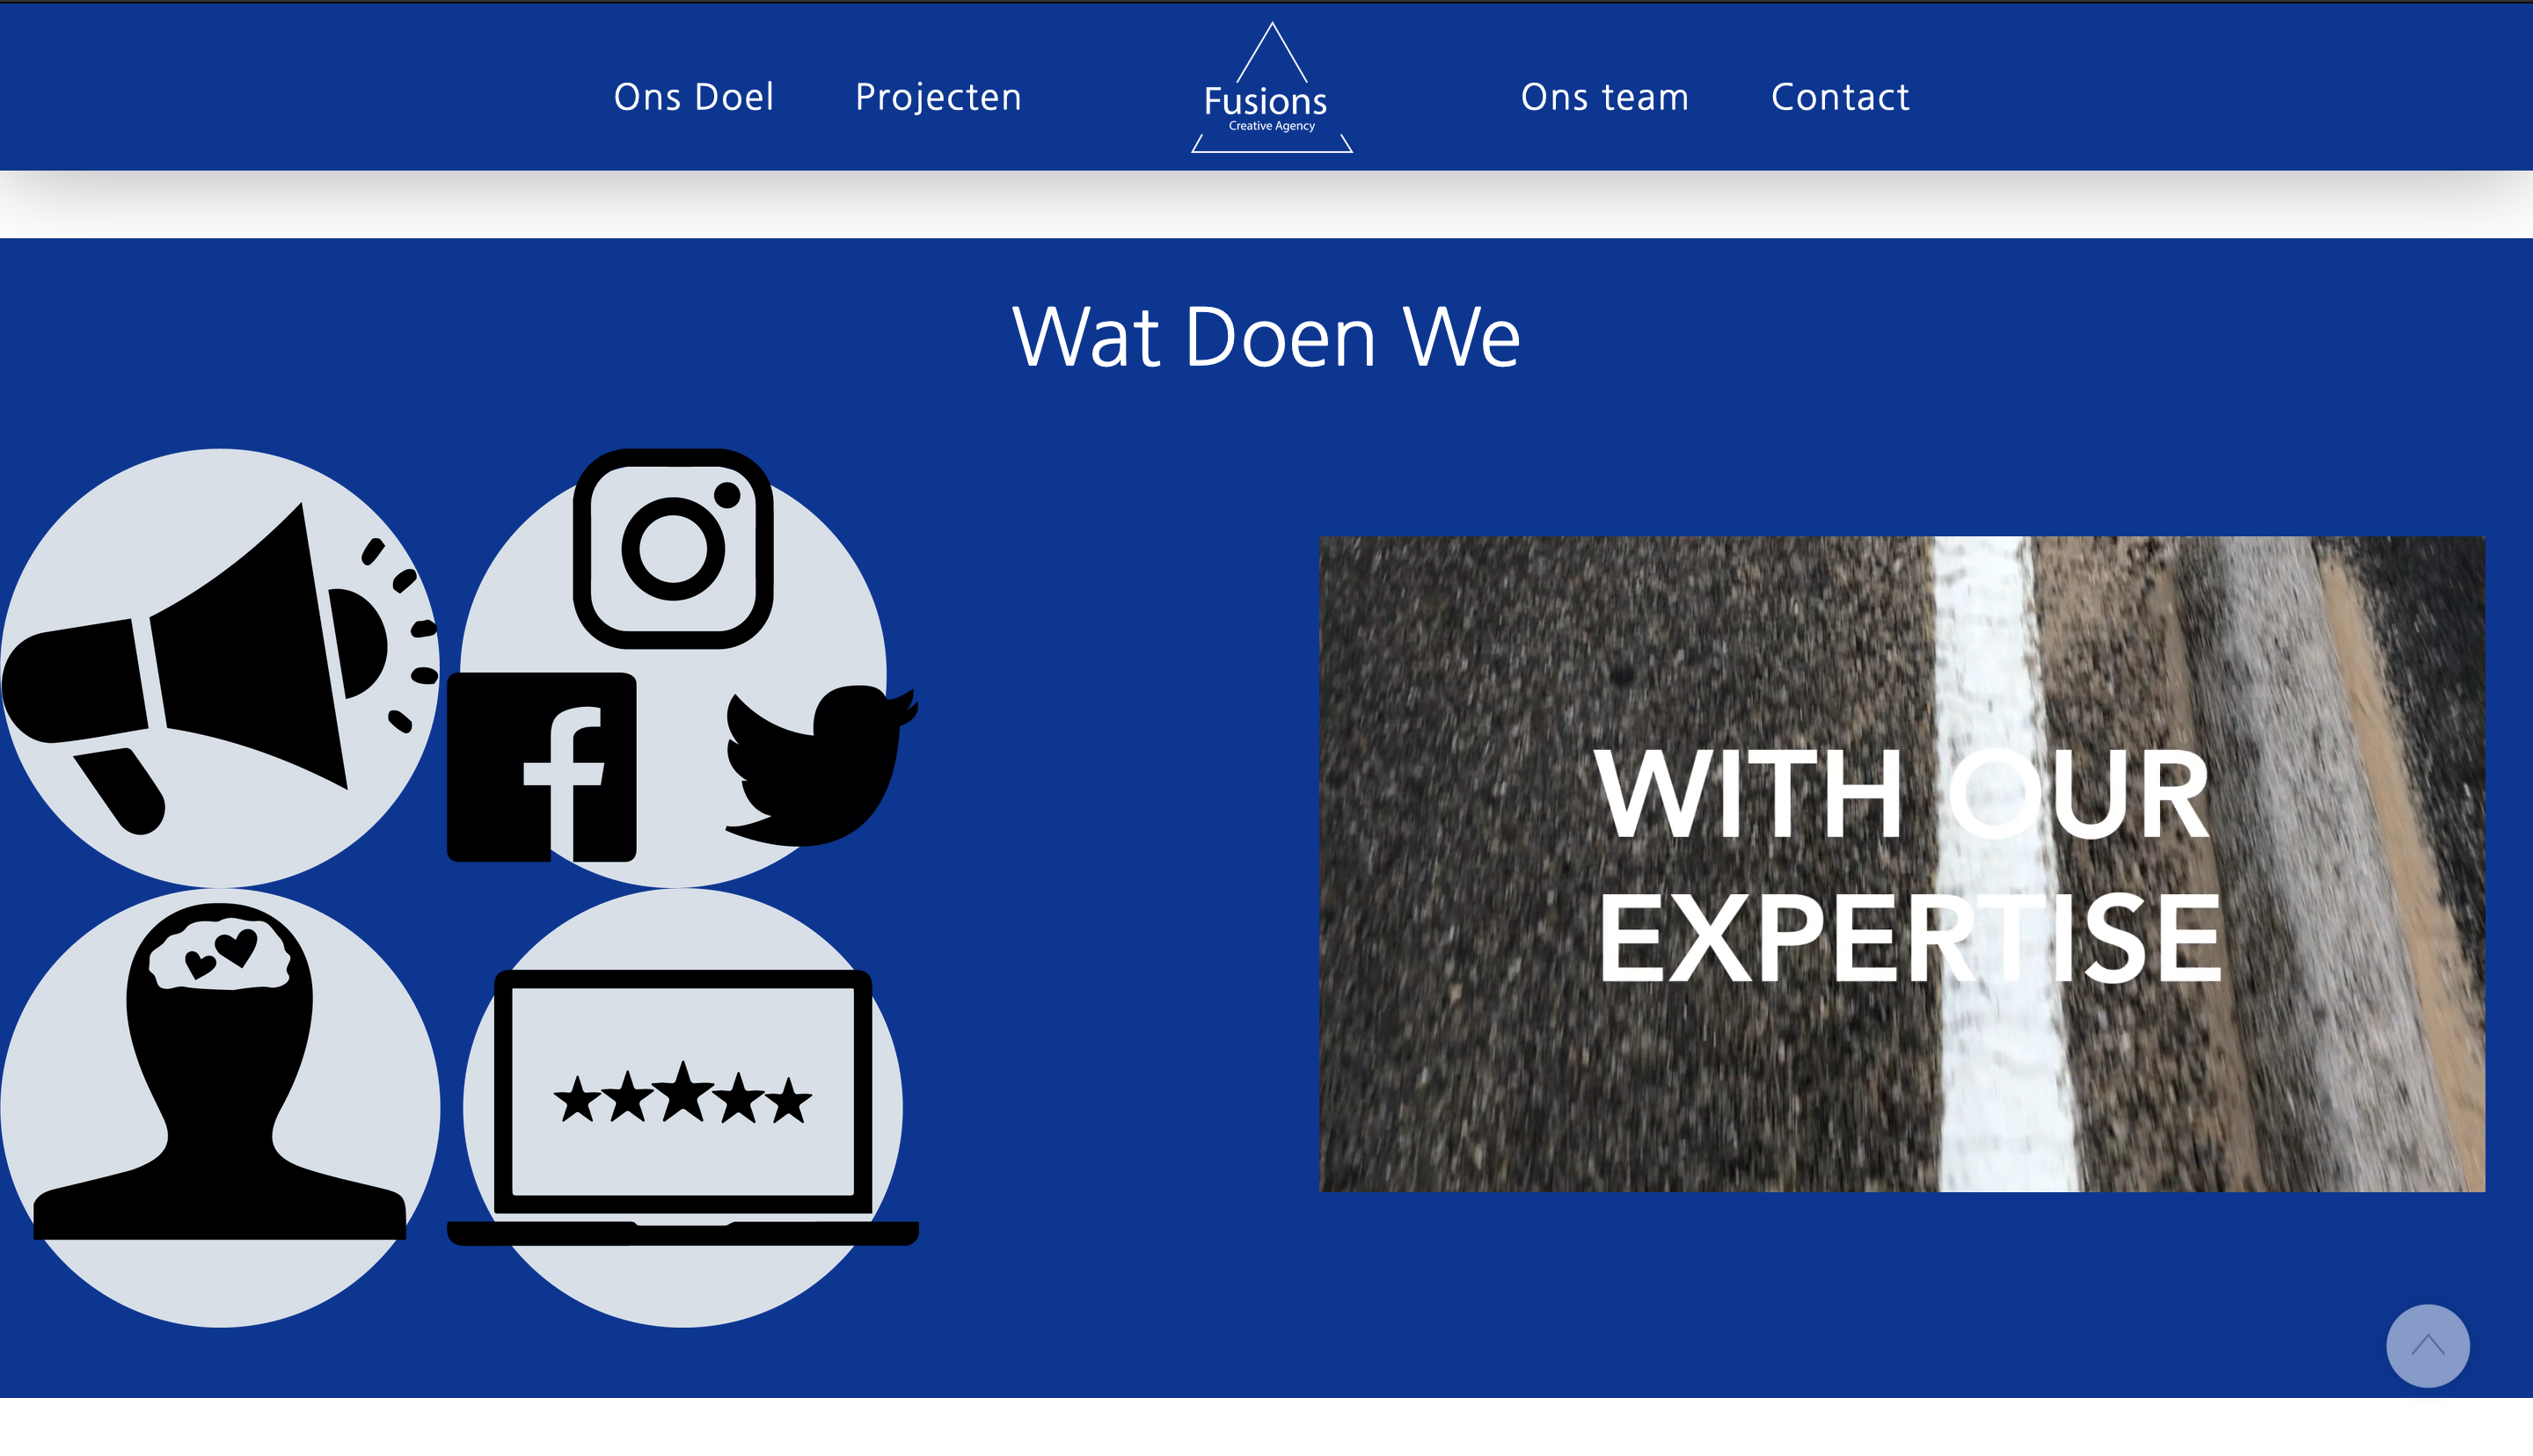 Ons Doel
Projecten
Fusions
Creative Agency
Ons team
Contact
Wat Doen We
WITH OUR
EXPERTISE